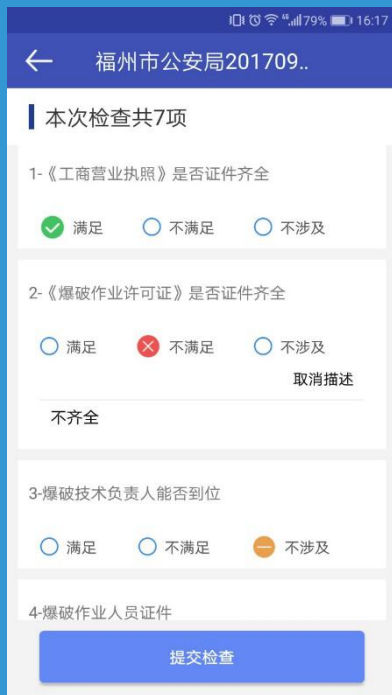 79% 16:17
福州市公安局201709..
本次检查共7项
1-《工商营业执照》是否证件齐全
满足 不满足 不涉及
2-《爆破作业许可证》是否证件齐全
满足 不满足 不涉及
取消描述
不齐全
3-爆破技术负责人能否到位
满足 不满足 不涉及
4-爆破作业人员证件
提交检查